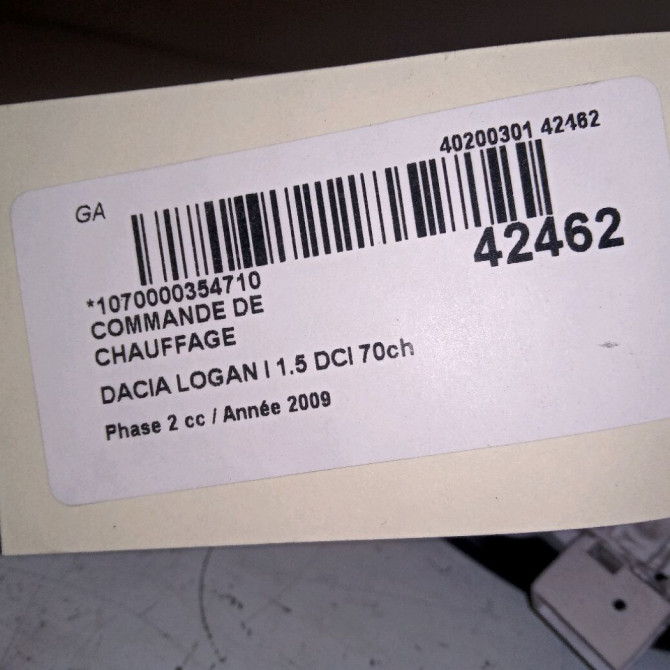 40200301 42462
GA
42462
*1070000354710
COMMANDE DE
CHAUFFAGE
DACIA LOGAN I 1.5 DCI 70ch
Phase 2 cc / Année 2009